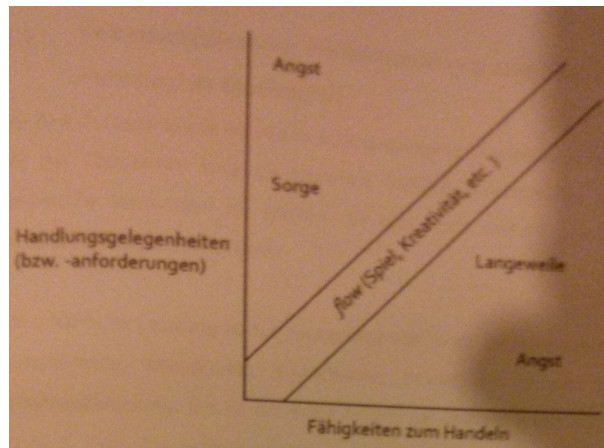 Angst
Sorge
Handlungsgelegenheiten
(bzw. -anforderungen)
flow (Spiel, Kreativität, etc. )
Langeweile
Angst
Fähigkeiten zum Handeln